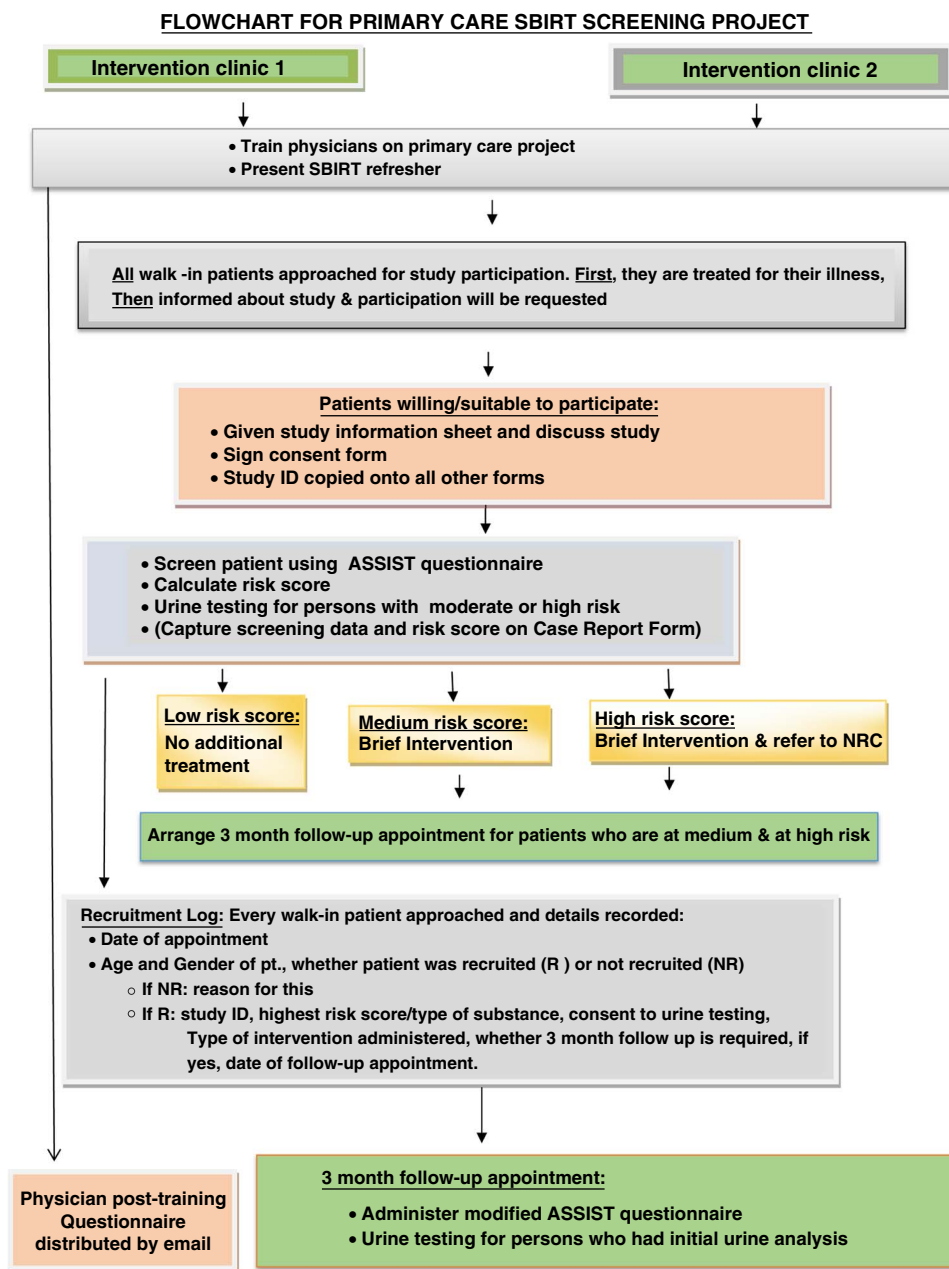 FLOWCHART FOR PRIMARY CARE SBIRT SCREENING PROJECT
Intervention clinic 1
Intervention clinic 2
• Train physicians on primary care project
• Present SBIRT refresher
All walk -in patients approached for study participation. First, they are treated for their illness,
Then informed about study & participation will be requested
Patients willing/suitable to participate:
• Given study information sheet and discuss study
• Sign consent form
• Study ID copied onto all other forms
• Screen patient using ASSIST questionnaire
• Calculate risk score
• Urine testing for persons with moderate or high risk
• (Capture screening data and risk score on Case Report Form)
Low risk score:
No additional
treatment
Medium risk score:
Brief Intervention
High risk score:
Brief Intervention & refer to NRC
Arrange 3 month follow-up appointment for patients who are at medium & at high risk
Recruitment Log: Every walk-in patient approached and details recorded:
• Date of appointment
• Age and Gender of pt., whether patient was recruited (R ) or not recruited (NR)
○ If NR: reason for this
○ If R: study ID, highest risk score/type of substance, consent to urine testing,
Type of intervention administered, whether 3 month follow up is required, if
yes, date of follow-up appointment.
Physician post-training
Questionnaire
distributed by email
3 month follow-up appointment:
• Administer modified ASSIST questionnaire
• Urine testing for persons who had initial urine analysis